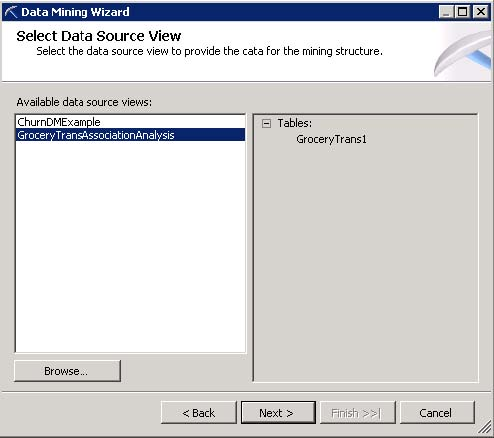 Data Mining Wizard
Select Data Source View
Select the data source view to provide the cata for the mining structure.
Available data source views:
ChurnDMExample
GroceryTransAssociationAnalysis
Tables:
GroceryTrans1
Browse...
< Back
Next >
Finish >>|
Cancel